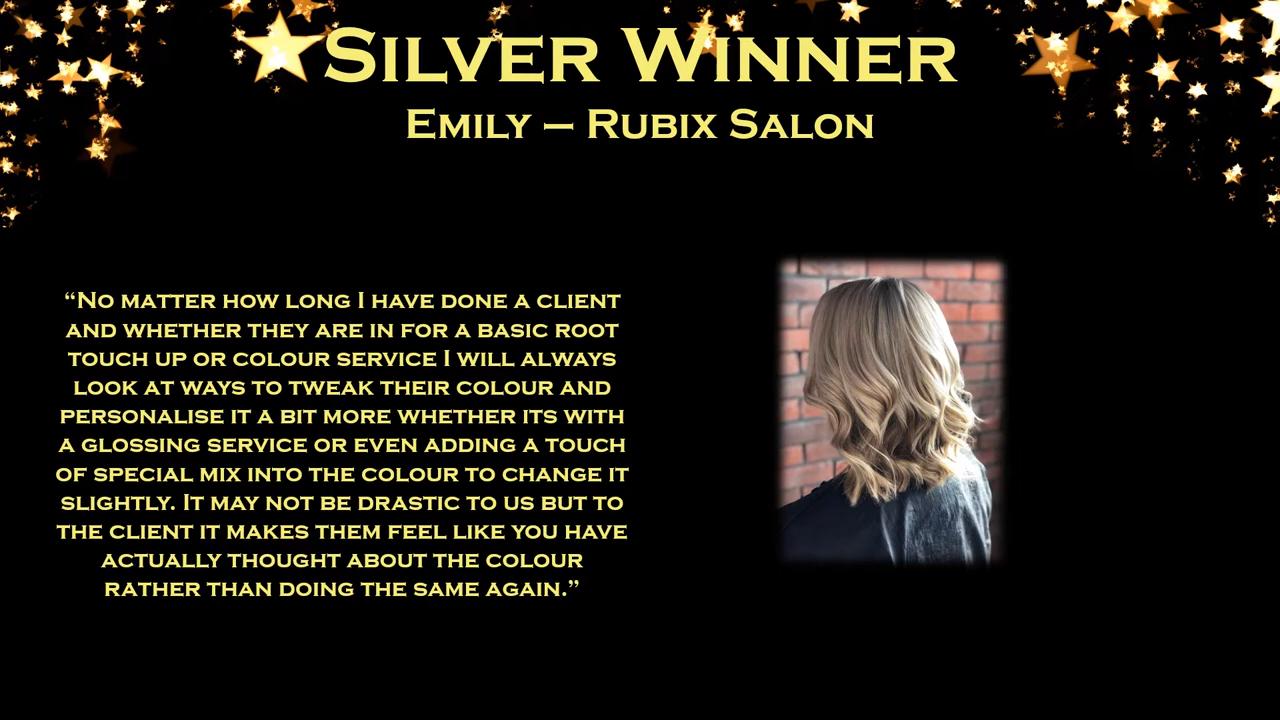 Silver Winner
Emily – Rubix Salon
“No matter how long I have done a client
and whether they are in for a basic root
touch up or colour service I will always
look at ways to tweak their colour and
personalise it a bit more whether its with
a glossing service or even adding a touch
of special mix into the colour to change it
slightly. It may not be drastic to us but to
the client it makes them feel like you have
actually thought about the colour
rather than doing the same again.”